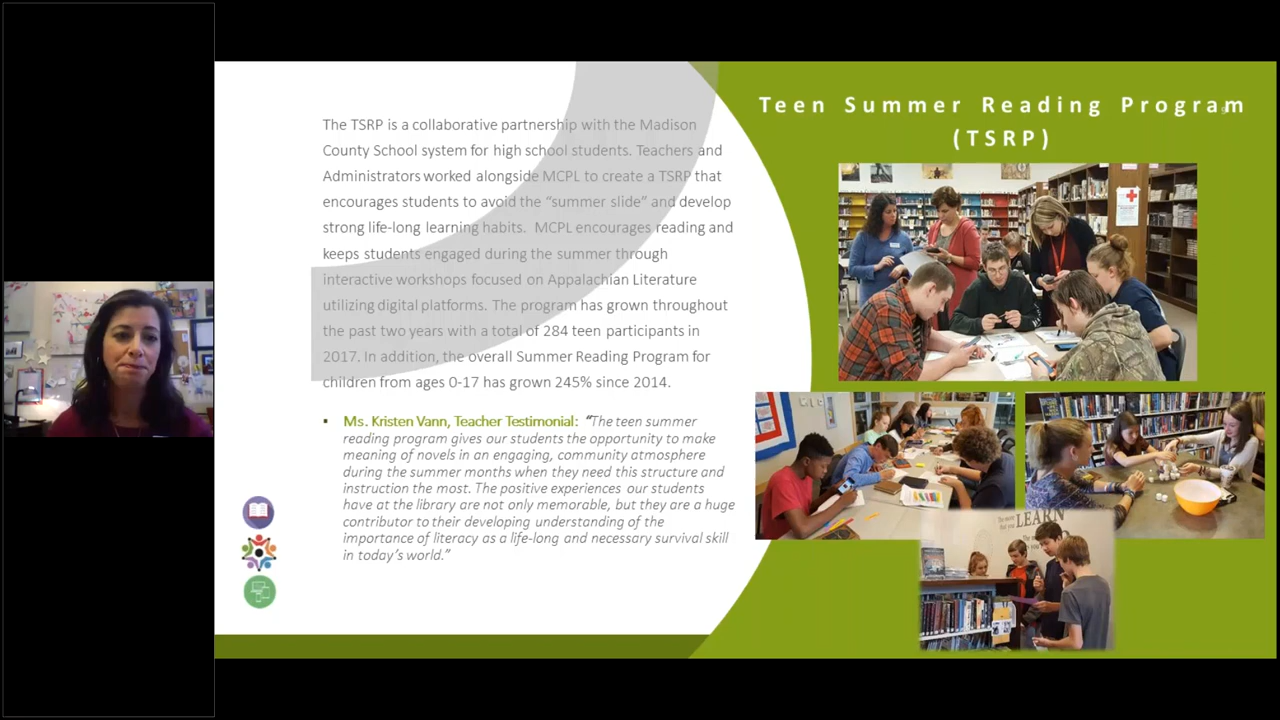 Teen Summer Reading Program
(TSRP)
The TSRP is a collaborative partnership with the Madison
County School system for high school students. Teachers and
Administrators worked alongside MCPL to create a TSRP that
encourages students to avoid the “summer slide” and develop
strong life-long learning habits. MCPL encourages reading and
keeps students engaged during the summer through
interactive workshops focused on Appalachian Literature
utilizing digital platforms. The program has grown throughout
the past two years with a total of 284 teen participants in
2017. In addition, the overall Summer Reading Program for
children from ages 0-17 has grown 245% since 2014.
▪ Ms. Kristen Vann, Teacher Testimonial: “The teen summer
reading program gives our students the opportunity to make
meaning of novels in an engaging, community atmosphere
during the summer months when they need this structure and
instruction the most. The positive experiences our students
have at the library are not only memorable, but they are a huge
contributor to their developing understanding of the
importance of literacy as a life-long and necessary survival skill
in today’s world.”
LEARN